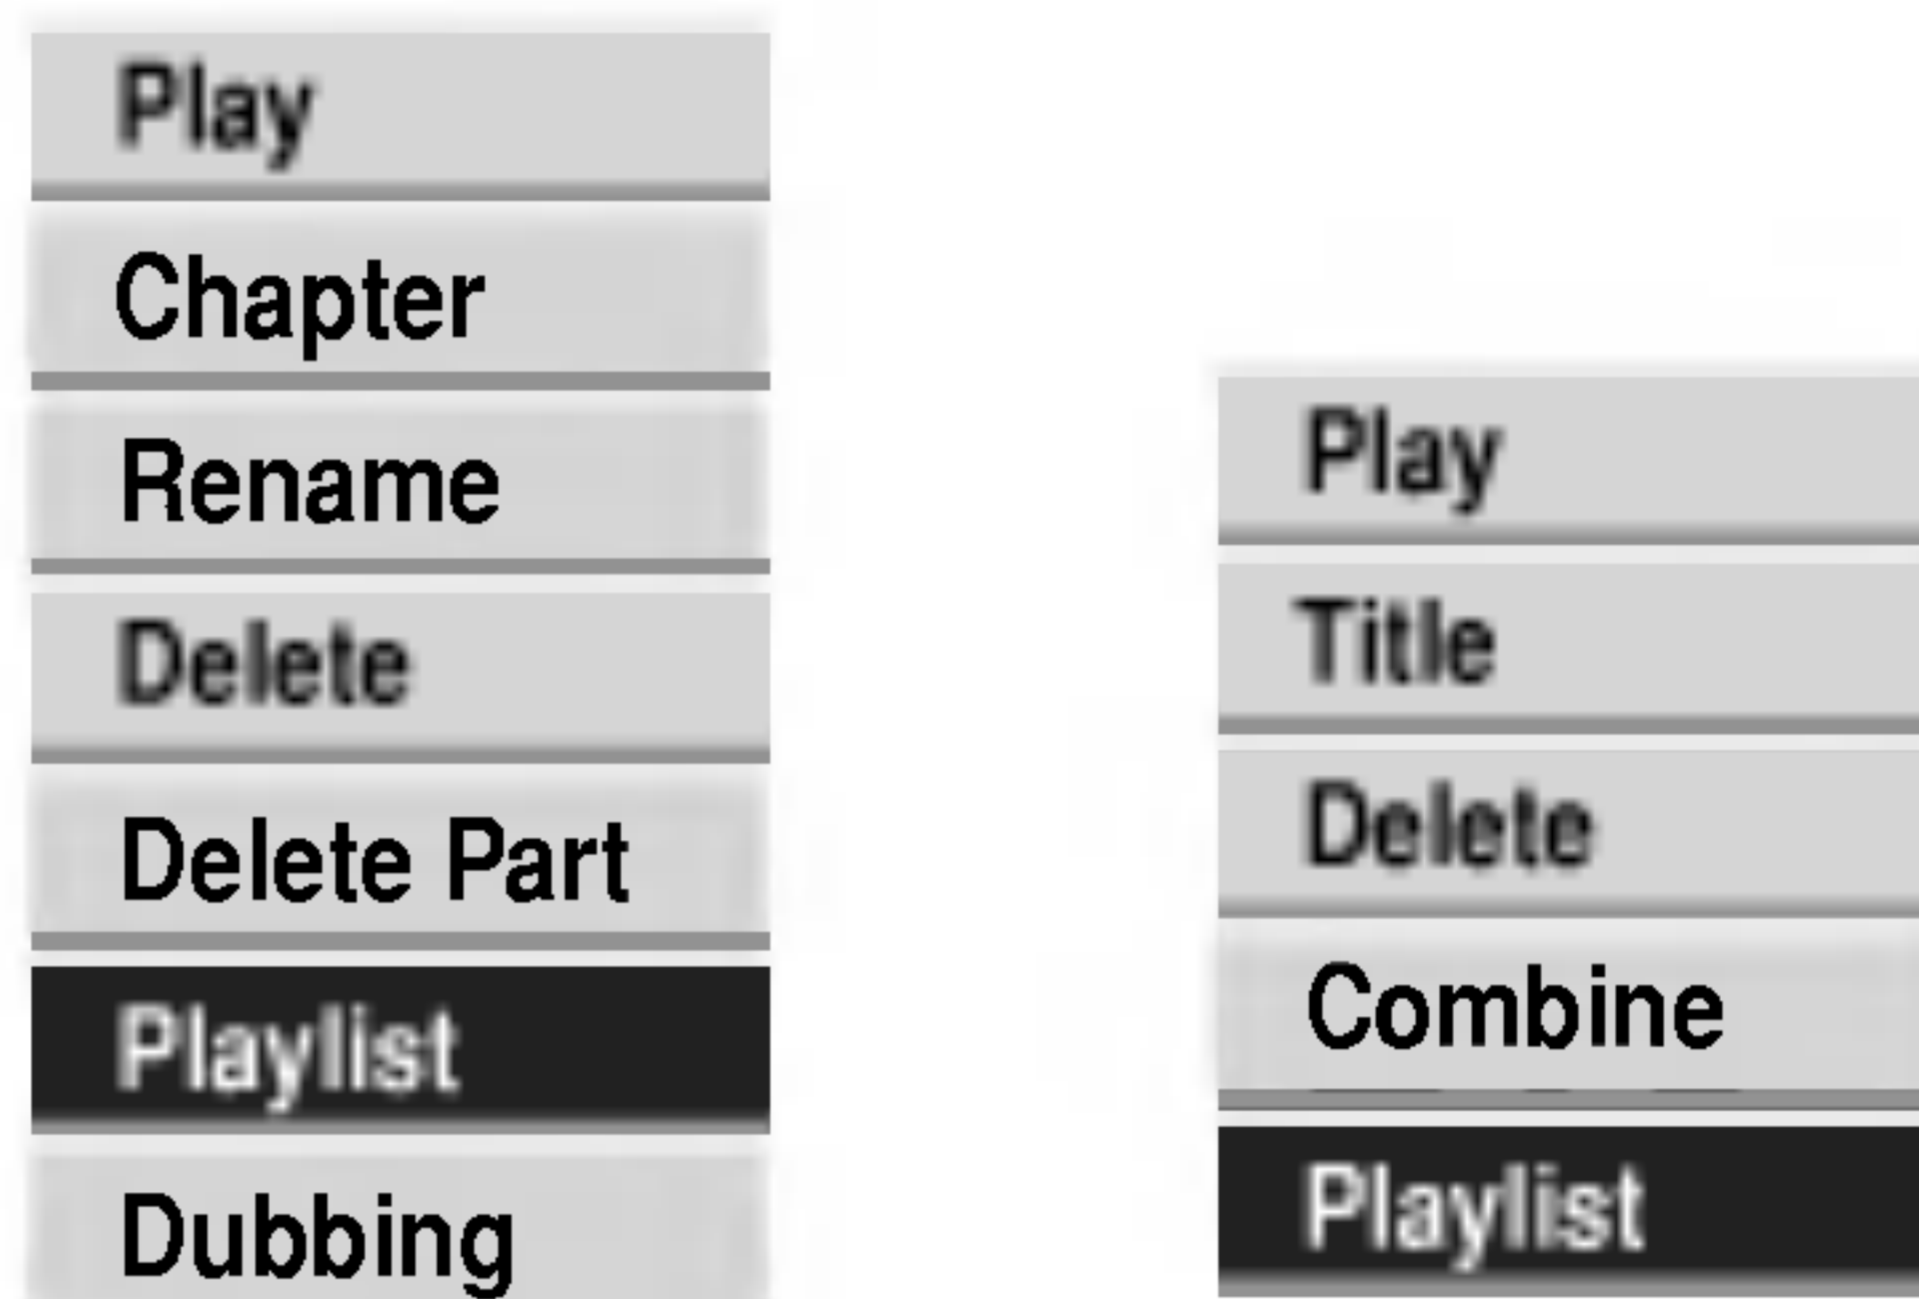 Play
Chapter
Rename
Delete
Delete Part
Playlist
Dubbing
Play
Title
Delete
Combine
Playlist